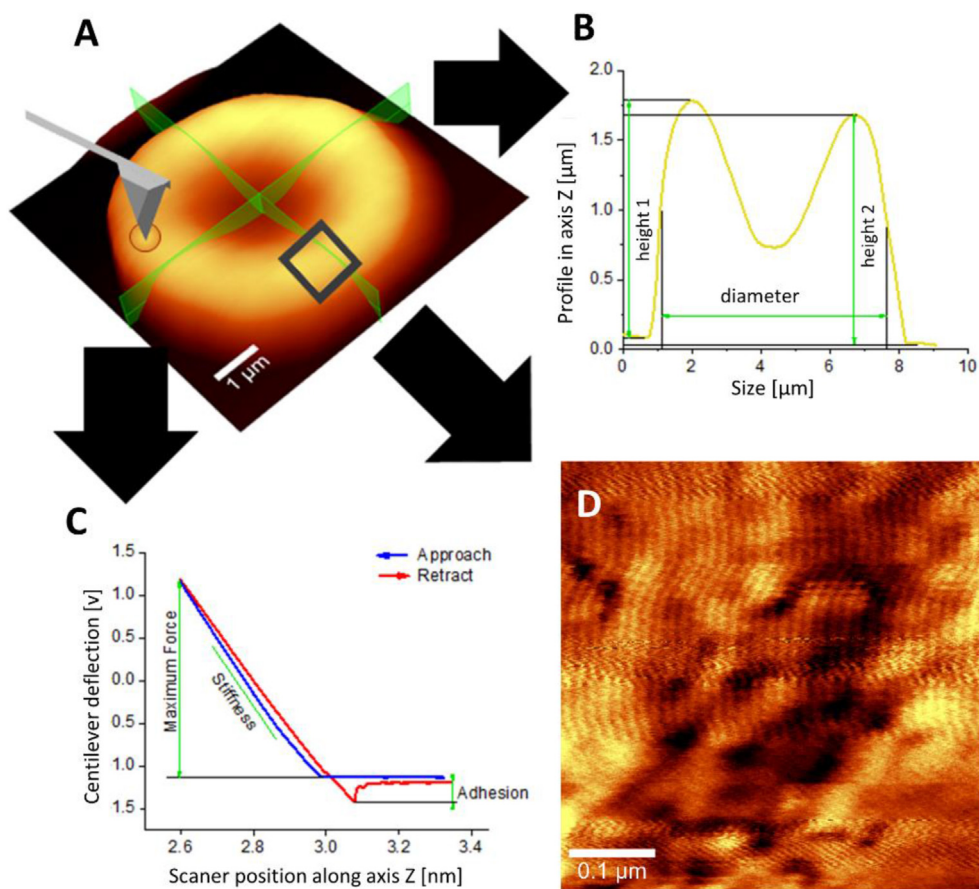 A
1 µm
B
Profile in axis Z [µm]
2.0
1.5
1.0
0.5
0.0
height 1
height 2
diameter
0 2 4 6 8 10
Size [µm]
C
Centilever deflection [v]
1.5
1.0
0.5
0.0
0.5
1.0
1.5
Approach
Retract
Maximum Force
Stiffness
Adhesion
2.6 2.8 3.0 3.2 3.4
Scaner position along axis Z [nm]
D
0.1 µm